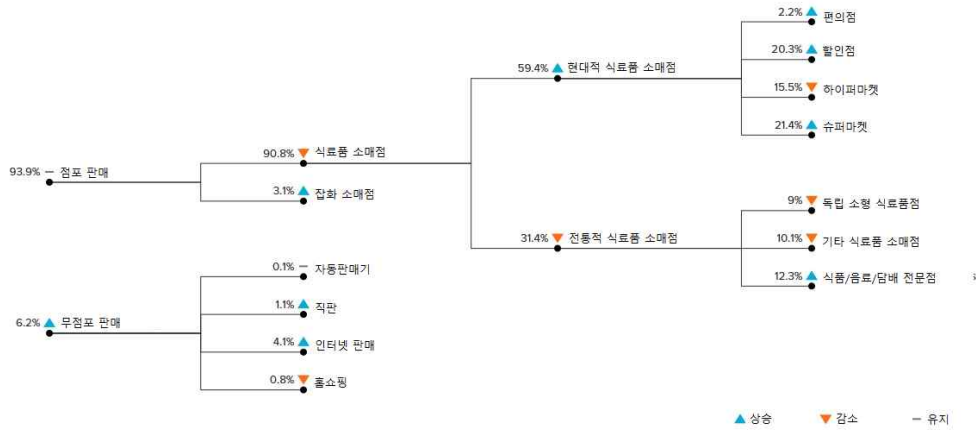 2.2% ▲ 편의점
20.3% ▲ 할인점
59.4% ▲ 현대적 식료품 소매점
15.5% ▼ 하이퍼마켓
21.4% ▲ 슈퍼마켓
90.8% ▼ 식료품 소매점
93.9% — 점포 판매
3.1% ▲ 잡화 소매점
9% ▼ 독립 소형 식료품점
31.4% ▼ 전통적 식료품 소매점
10.1% ▼ 기타 식료품 소매점
12.3% ▲ 식품/음료/담배 전문점
0.1% — 자동판매기
1.1% ▲ 직판
6.2% ▲ 무점포 판매
4.1% ▲ 인터넷 판매
0.8% ▼ 홈쇼핑
▲ 상승 ▼ 감소 — 유지